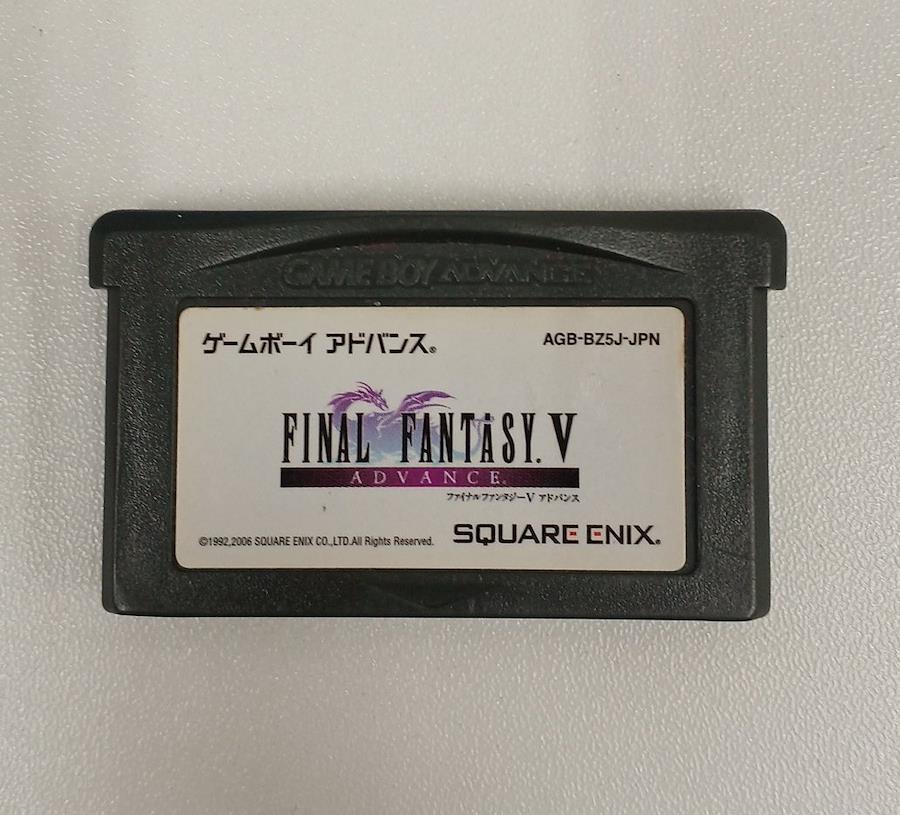 GAME BOY ADVANCE
ゲームボーイ アドバンス®
AGB-BZ5J-JPN
FINAL FANTASY. V
ADVANCE®
ファイナルファンタジーV アドバンス
©1992,2006 SQUARE ENIX CO.,LTD.All Rights Reserved.
SQUARE ENIX®